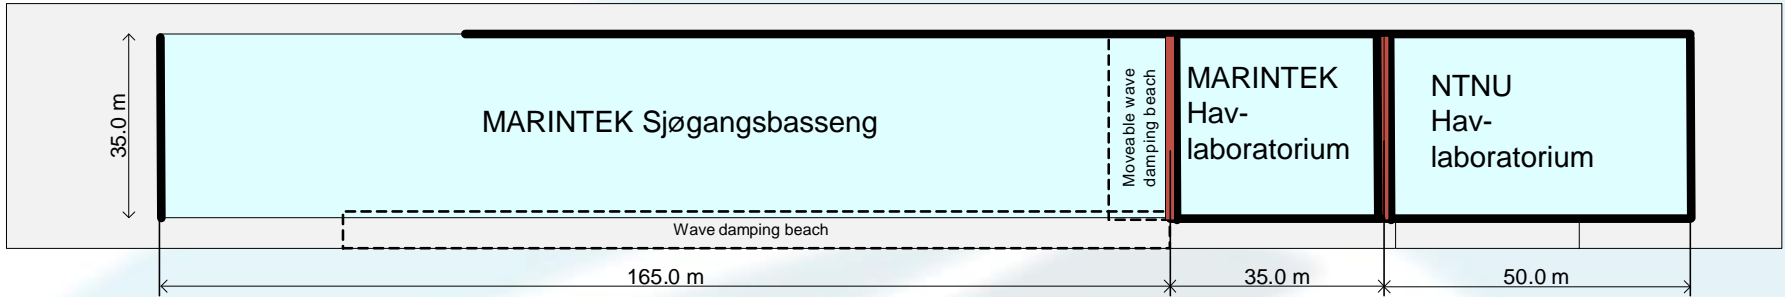 35.0 m
MARINTEK Sjøgangsbasseng
Moveable wave
damping beach
MARINTEK
Hav-
laboratorium
NTNU
Hav-
laboratorium
Wave damping beach
165.0 m
35.0 m
50.0 m